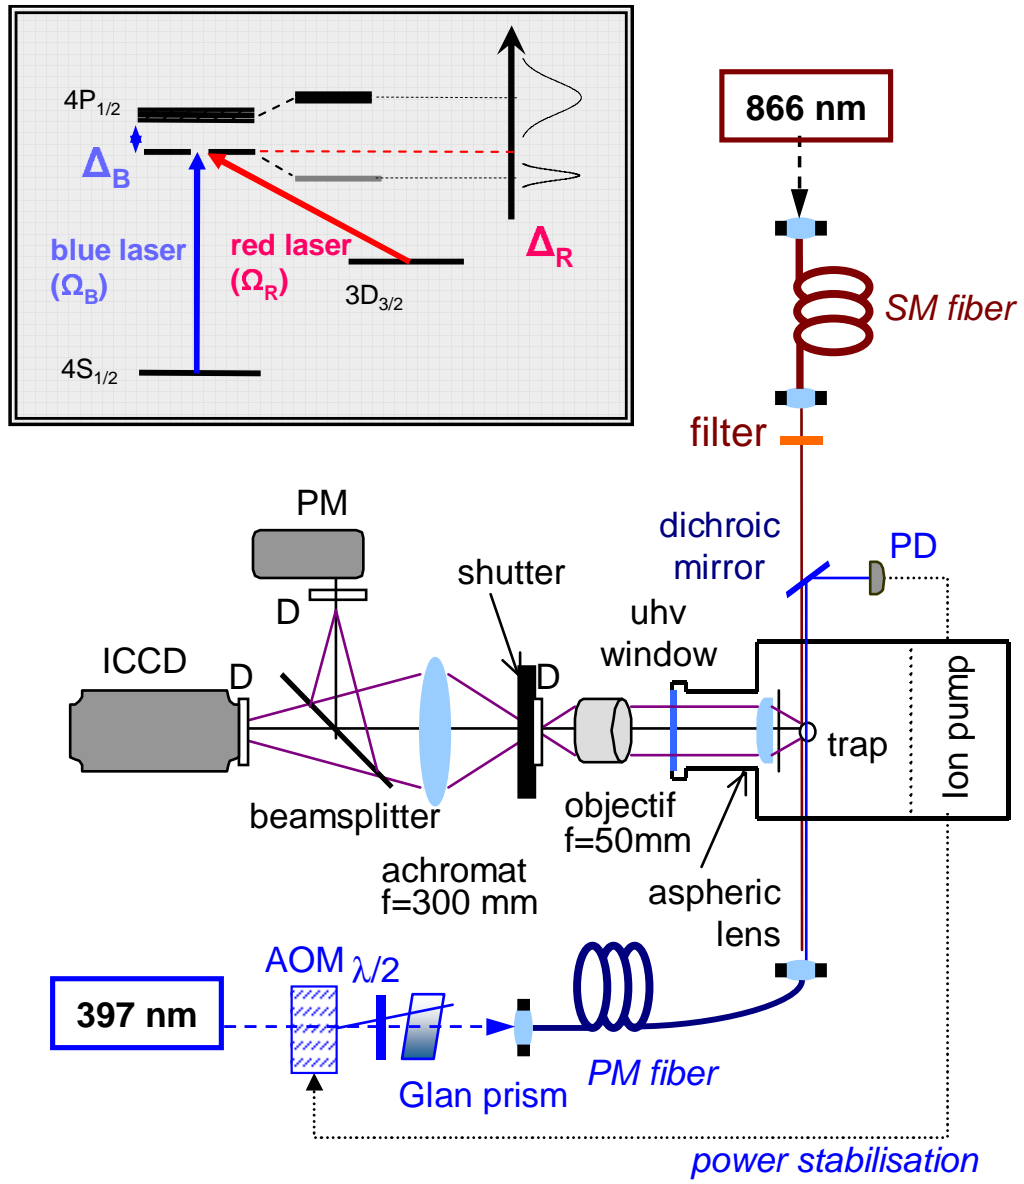 4P1/2
ΔB
blue laser
(ΩB)
red laser
(ΩR)
ΔR
3D3/2
4S1/2
866 nm
SM fiber
filter
dichroic
mirror
PD
PM
shutter
D
uhv
window
ICCD
D
D
trap
Ion pump
beamsplitter
objectif
f=50mm
achromat
f=300 mm
aspheric
lens
AOM
λ/2
397 nm
Glan prism
PM fiber
power stabilisation